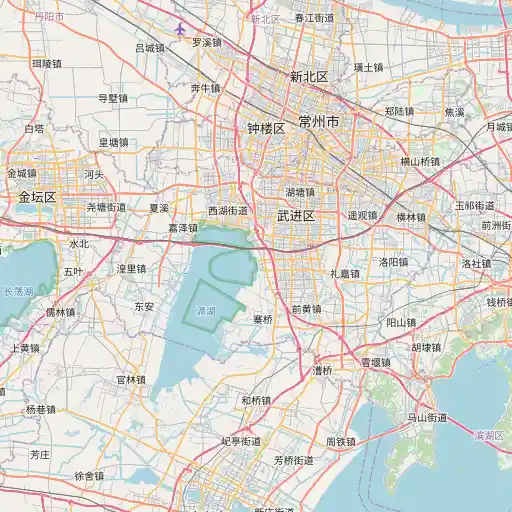 丹阳市
新北区
春江街道
罗溪镇
吕城镇
珥陵镇
新北区
璜土镇
奔牛镇
导墅镇
郑陆镇
焦溪
常州市
钟楼区
月城镇
白塔
皇塘镇
横山桥镇
金城镇
河头
湖塘镇
金坛区
玉祁街道
尧塘街道
夏溪
西湖街道
武进区
遥观镇
横林镇
前洲街
嘉泽镇
水北
洛阳镇
洛社镇
五叶
湟里镇
礼嘉镇
长荡湖
钱桥街
东安
滆湖
前黄镇
儒林镇
寨桥
阳山镇
上黄镇
胡埭镇
雪堰镇
漕桥
官林镇
和桥镇
杨巷镇
马山街道
滨湖区
屺亭街道
周铁镇
芳庄
芳桥街道
徐舍镇
新庄街道